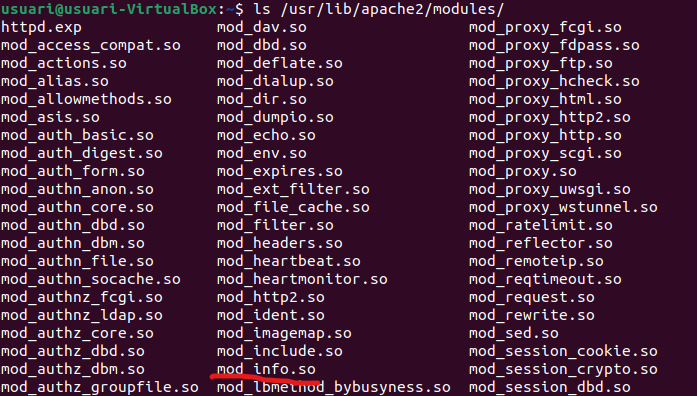 usuari@usuari-VirtualBox:~$ ls /usr/lib/apache2/modules/
httpd.exp mod_dav.so mod_proxy_fcgi.so
mod_access_compat.so mod_dbd.so mod_proxy_fdpass.so
mod_actions.so mod_deflate.so mod_proxy_ftp.so
mod_alias.so mod_dialup.so mod_proxy_hcheck.so
mod_allowmethods.so mod_dir.so mod_proxy_html.so
mod_asis.so mod_dumpio.so mod_proxy_http2.so
mod_auth_basic.so mod_echo.so mod_proxy_http.so
mod_auth_digest.so mod_env.so mod_proxy_scgi.so
mod_auth_form.so mod_expires.so mod_proxy.so
mod_authn_anon.so mod_ext_filter.so mod_proxy_uwsgi.so
mod_authn_core.so mod_file_cache.so mod_proxy_wstunnel.so
mod_authn_dbd.so mod_filter.so mod_ratelimit.so
mod_authn_dbm.so mod_headers.so mod_reflector.so
mod_authn_file.so mod_heartbeat.so mod_remoteip.so
mod_authn_socache.so mod_heartmonitor.so mod_reqtimeout.so
mod_authnz_fcgi.so mod_http2.so mod_request.so
mod_authnz_ldap.so mod_ident.so mod_rewrite.so
mod_authz_core.so mod_imagemap.so mod_sed.so
mod_authz_dbd.so mod_include.so mod_session_cookie.so
mod_authz_dbm.so mod_info.so mod_session_crypto.so
mod_authz_groupfile.so mod_lbmethod_bybusyness.so mod_session_dbd.so